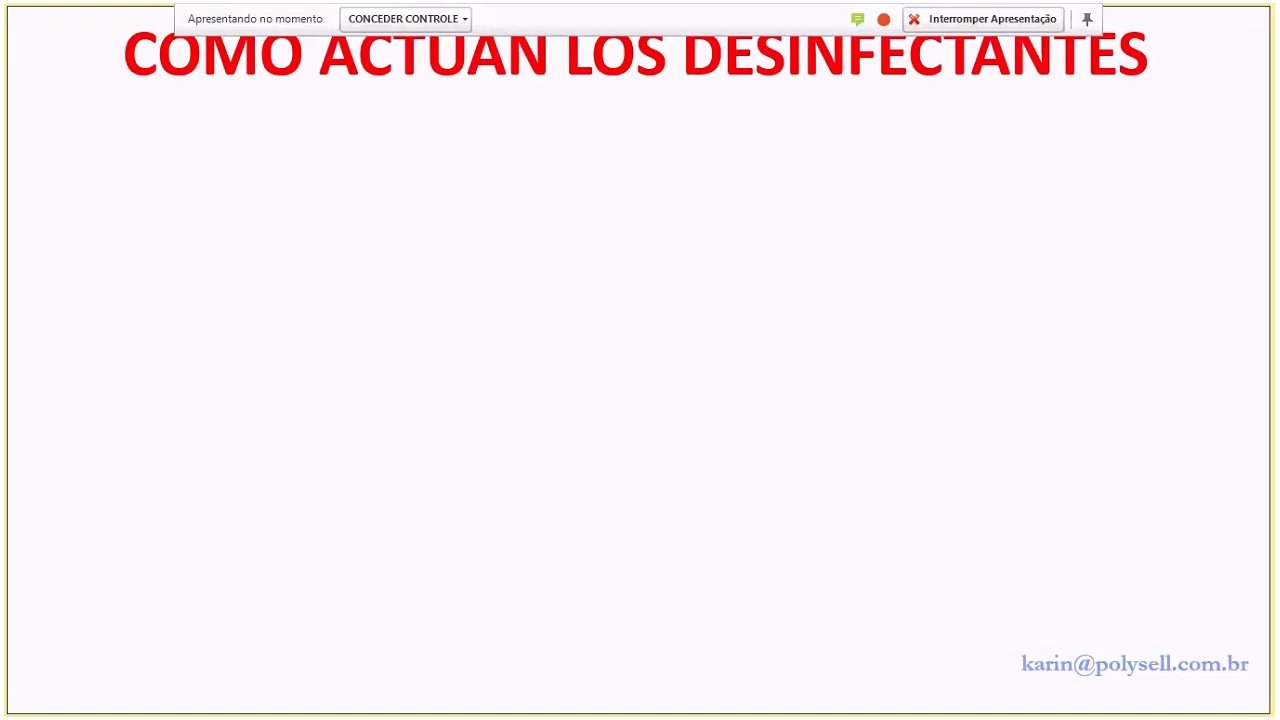 Apresentando no momento CONCEDER CONTROLE Interromper Apresentação
COMO ACTUAN LOS DESINFECTANTES
karin@polysell.com.br